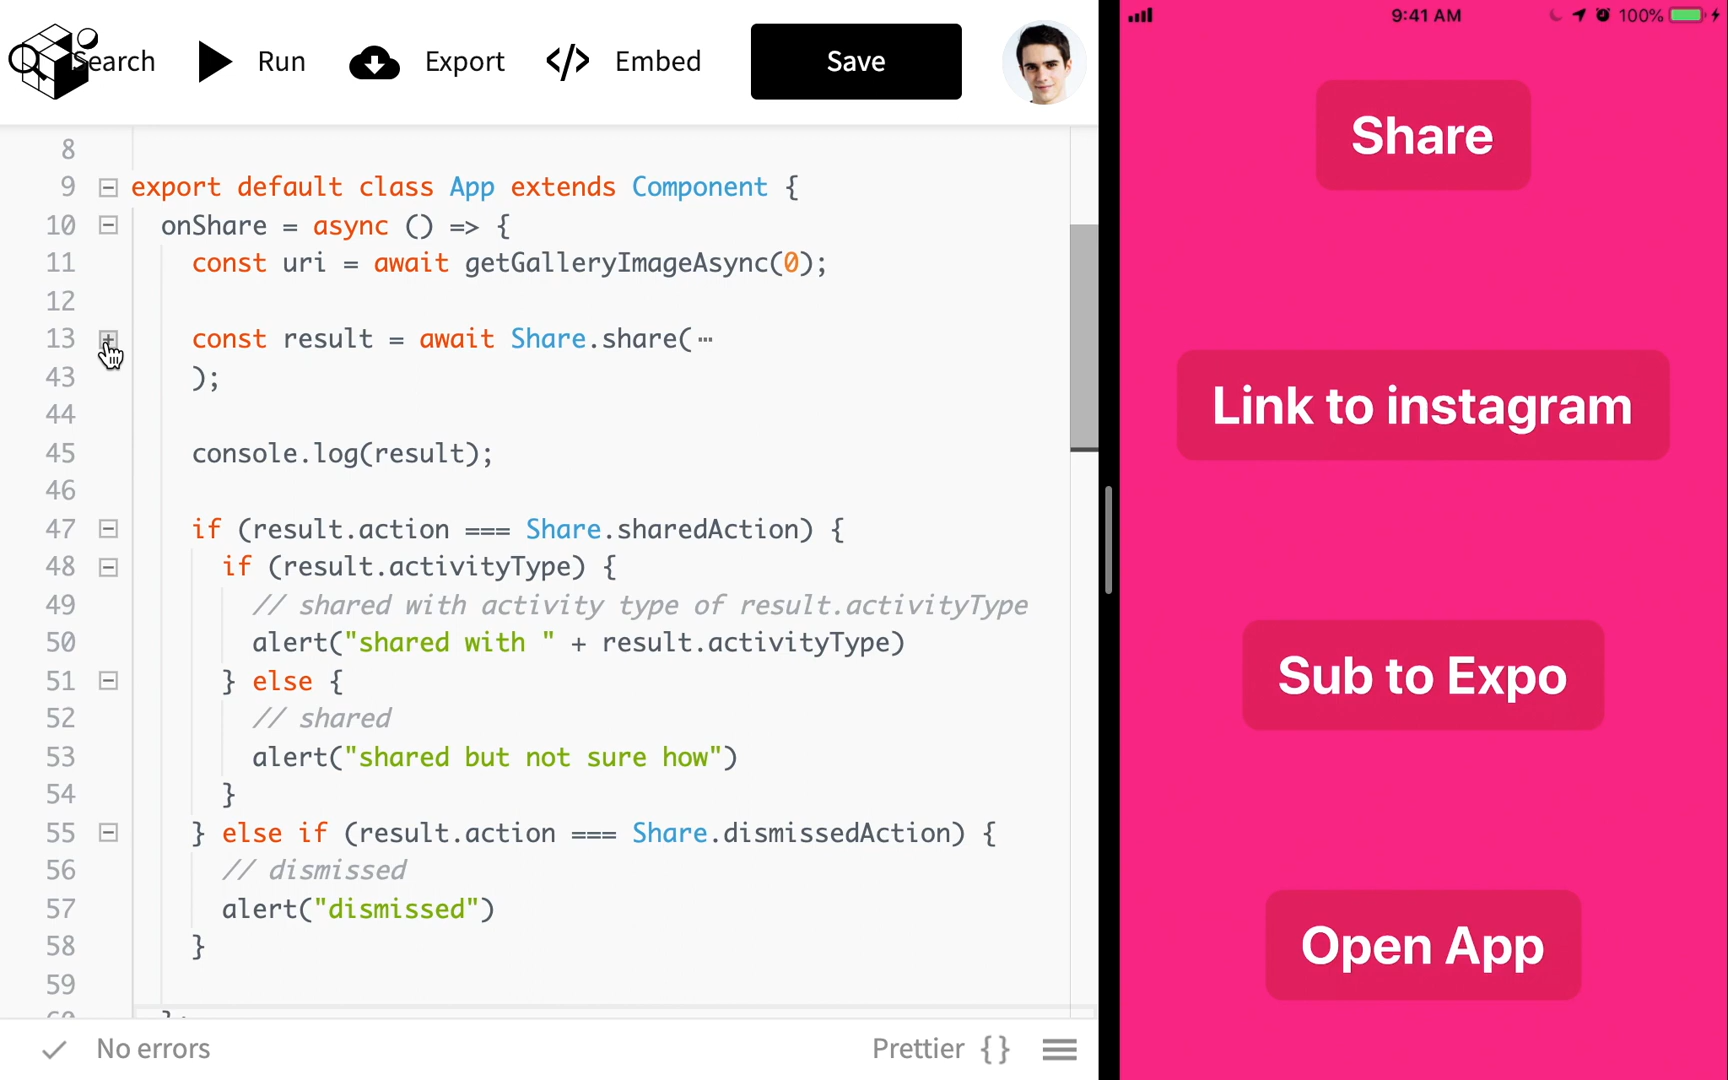 Search
Run
Export
</> Embed
Save
8
9 export default class App extends Component {
10 onShare = async () => {
11 const uri = await getGalleryImageAsync(0);
12
13 const result = await Share.share(⋯
43 );
44
45 console.log(result);
46
47 if (result.action === Share.sharedAction) {
48 if (result.activityType) {
49 // shared with activity type of result.activityType
50 alert("shared with " + result.activityType)
51 } else {
52 // shared
53 alert("shared but not sure how")
54 }
55 } else if (result.action === Share.dismissedAction) {
56 // dismissed
57 alert("dismissed")
58 }
59
No errors
Prettier {}
9:41 AM
100%
Share
Link to instagram
Sub to Expo
Open App